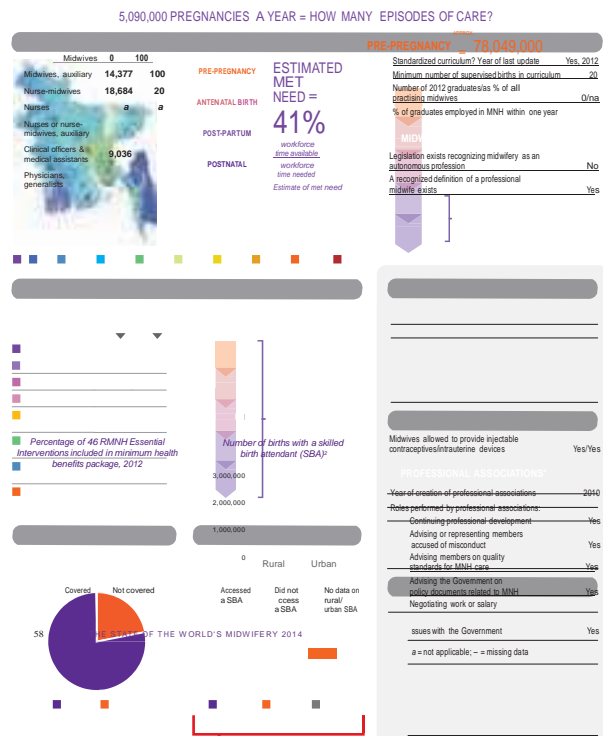 5,090,000 PREGNANCIES A YEAR = HOW MANY EPISODES OF CARE?
PRE-PREGNANCY = 78,049,000
Midwives 0 100
Midwives, auxiliary 14,377 100
Nurse-midwives 18,684 20
Nurses a a
Nurses or nurse-
midwives, auxiliary
Clinical officers &
medical assistants 9,036
Physicians,
generalists
PRE-PREGNANCY
ANTENATAL BIRTH
POST-PARTUM
POSTNATAL
ESTIMATED
MET
NEED =
41%
workforce
time available
workforce
time needed
Estimate of met need
Standardized curriculum? Year of last update Yes, 2012
Minimum number of supervised births in curriculum 20
Number of 2012 graduates/as % of all
practising midwives 0/na
% of graduates employed in MNH within one year
MIDW
Legislation exists recognizing midwifery as an
autonomous profession No
A recognized definition of a professional
midwife exists Yes
Percentage of 46 RMNH Essential
Interventions included in minimum health
benefits package, 2012
Number of births with a skilled
birth attendant (SBA)²
3,000,000
2,000,000
1,000,000
0
Rural Urban
Covered Not covered
Accessed
a SBA
Did not
ccess
a SBA
No data on
rural/
urban SBA
58 HE STATE OF THE WORLD'S MIDWIFERY 2014
Midwives allowed to provide injectable
contraceptives/intrauterine devices Yes/Yes
PROFESSIONAL ASSOCIATIONS
Year of creation of professional associations 2010
Roles performed by professional associations:
Continuing professional development Yes
Advising or representing members
accused of misconduct Yes
Advising members on quality
standards for MNH care Yes
Advising the Government on
policy documents related to MNH Yes
Negotiating work or salary
ssues with the Government Yes
a = not applicable; – = missing data